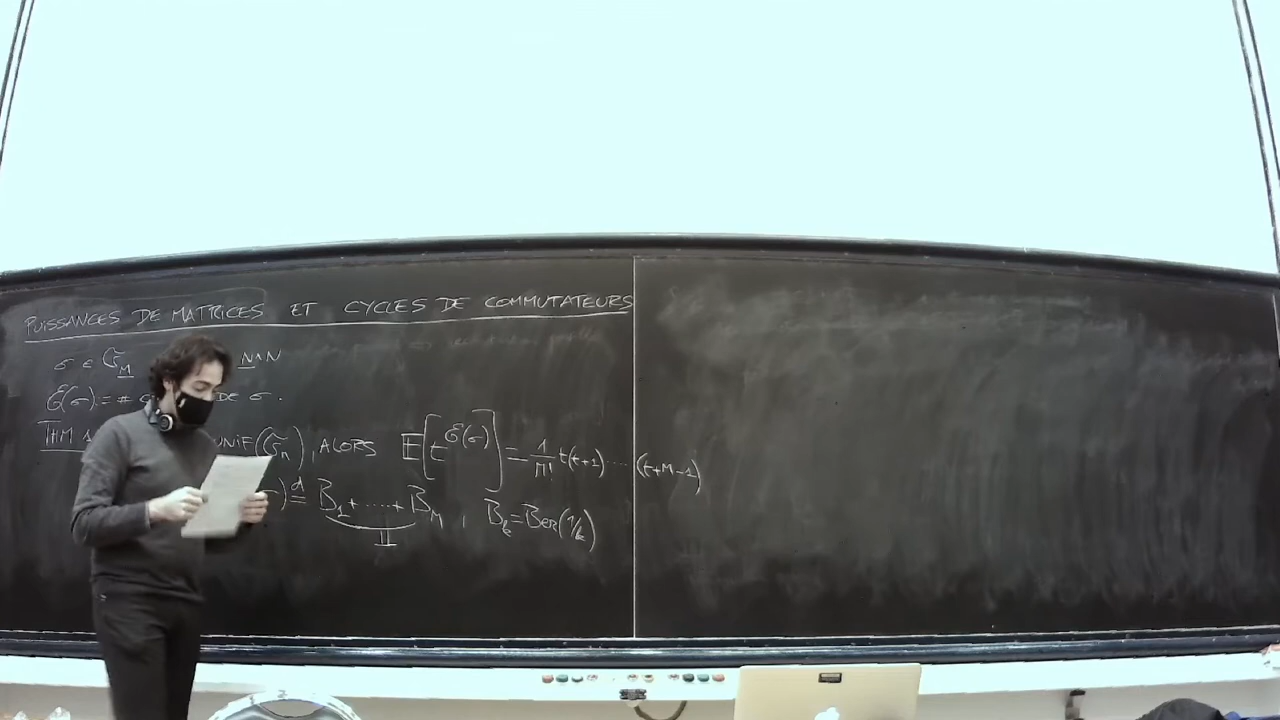 PUISSANCES DE MATRICES ET CYCLES DE COMMUTATEURS
σ ∈ 𝔖_M N∧N
𝒞(σ) = # DE σ.
THM 1 UNIF(𝔖_n), ALORS E[t^{𝒞(σ)}] = 1/M! t(t+1)⋯(t+M-1)
) =^d B_1 + ⋯⋯ + B_M, B_k = BER(1/k)
⫫